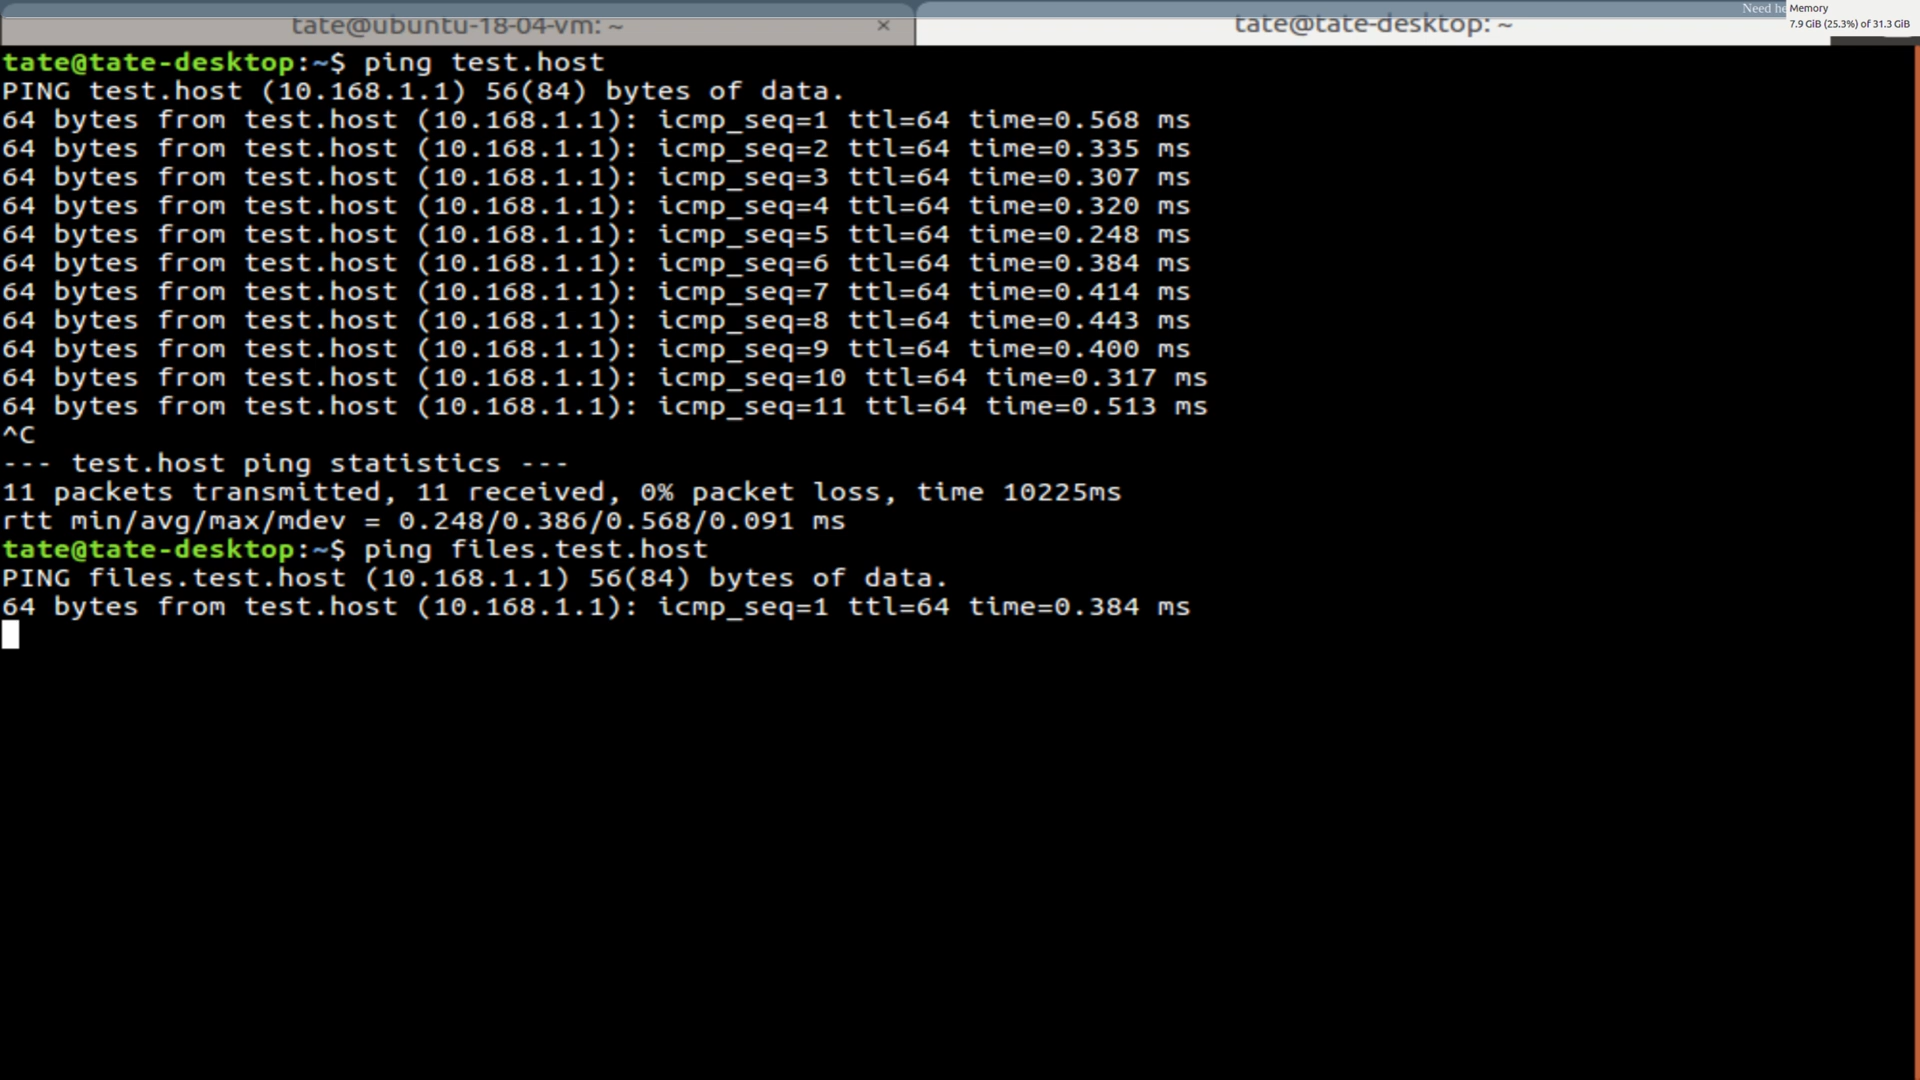 tate@ubuntu-18-04-vm: ~ ×
tate@tate-desktop: ~
Need he
Memory
7.9 GiB (25.3%) of 31.3 GiB
tate@tate-desktop:~$ ping test.host
PING test.host (10.168.1.1) 56(84) bytes of data.
64 bytes from test.host (10.168.1.1): icmp_seq=1 ttl=64 time=0.568 ms
64 bytes from test.host (10.168.1.1): icmp_seq=2 ttl=64 time=0.335 ms
64 bytes from test.host (10.168.1.1): icmp_seq=3 ttl=64 time=0.307 ms
64 bytes from test.host (10.168.1.1): icmp_seq=4 ttl=64 time=0.320 ms
64 bytes from test.host (10.168.1.1): icmp_seq=5 ttl=64 time=0.248 ms
64 bytes from test.host (10.168.1.1): icmp_seq=6 ttl=64 time=0.384 ms
64 bytes from test.host (10.168.1.1): icmp_seq=7 ttl=64 time=0.414 ms
64 bytes from test.host (10.168.1.1): icmp_seq=8 ttl=64 time=0.443 ms
64 bytes from test.host (10.168.1.1): icmp_seq=9 ttl=64 time=0.400 ms
64 bytes from test.host (10.168.1.1): icmp_seq=10 ttl=64 time=0.317 ms
64 bytes from test.host (10.168.1.1): icmp_seq=11 ttl=64 time=0.513 ms
^C
--- test.host ping statistics ---
11 packets transmitted, 11 received, 0% packet loss, time 10225ms
rtt min/avg/max/mdev = 0.248/0.386/0.568/0.091 ms
tate@tate-desktop:~$ ping files.test.host
PING files.test.host (10.168.1.1) 56(84) bytes of data.
64 bytes from test.host (10.168.1.1): icmp_seq=1 ttl=64 time=0.384 ms